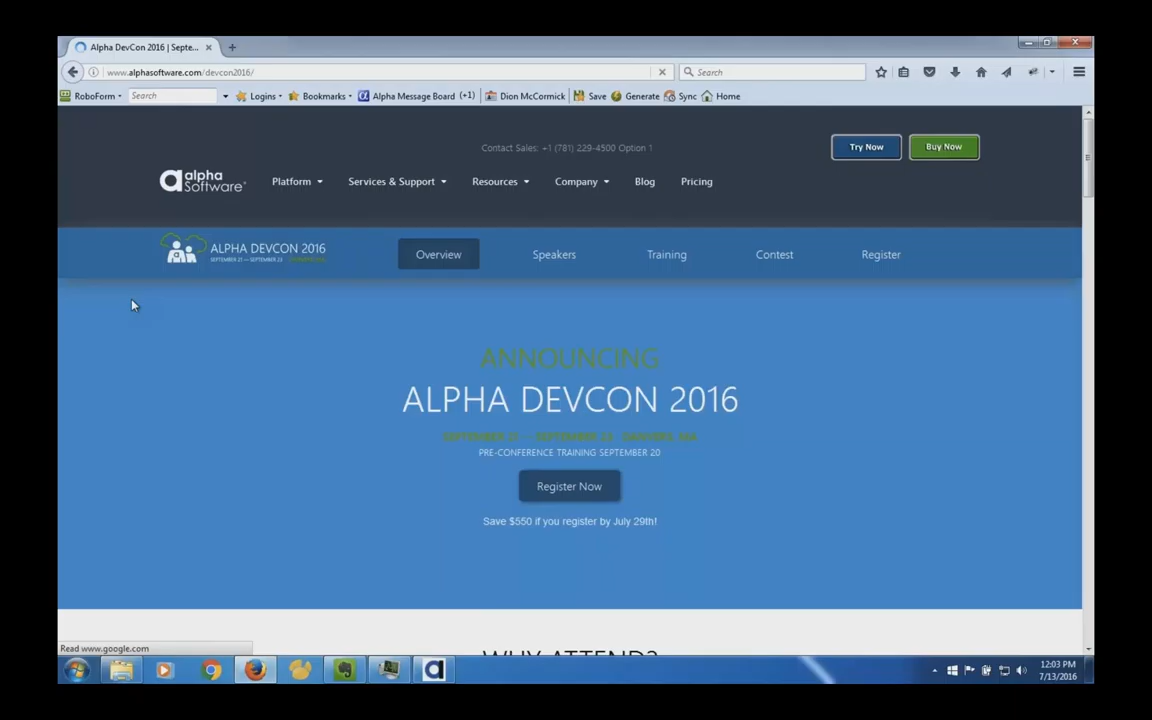 Alpha DevCon 2016 | Septe...
www.alphasoftware.com/devcon2016/
Search
RoboForm
Search
Logins
Bookmarks
Alpha Message Board (+1)
Dion McCormick
Save
Generate
Sync
Home
Contact Sales: +1 (781) 229-4500 Option 1
Try Now
Buy Now
alpha
Software
Platform
Services & Support
Resources
Company
Blog
Pricing
ALPHA DEVCON 2016
Overview
Speakers
Training
Contest
Register
ANNOUNCING
ALPHA DEVCON 2016
PRE-CONFERENCE TRAINING SEPTEMBER 20
Register Now
Save $550 if you register by July 29th!
WHY ATTEND?
Read www.google.com
12:03 PM
7/13/2016